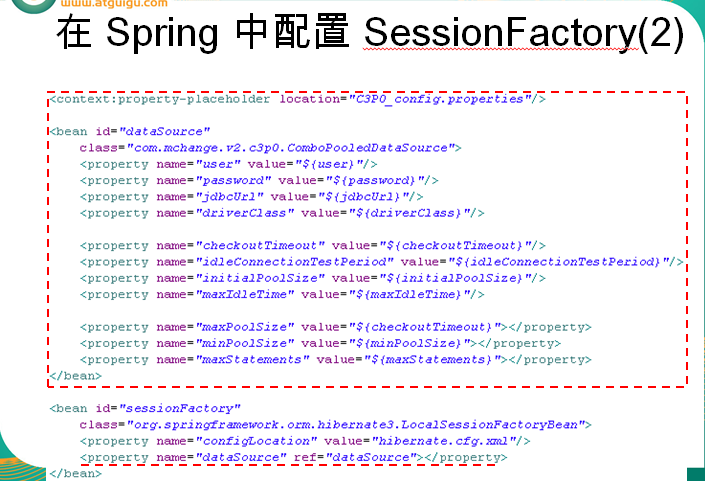 www.atguigu.com
在 Spring 中配置 SessionFactory(2)
<context:property-placeholder location="C3P0_config.properties"/>
<bean id="dataSource"
class="com.mchange.v2.c3p0.ComboPooledDataSource">
<property name="user" value="${user}"/>
<property name="password" value="${password}"/>
<property name="jdbcUrl" value="${jdbcUrl}"/>
<property name="driverClass" value="${driverClass}"/>
<property name="checkoutTimeout" value="${checkoutTimeout}"/>
<property name="idleConnectionTestPeriod" value="${idleConnectionTestPeriod}"/>
<property name="initialPoolSize" value="${initialPoolSize}"/>
<property name="maxIdleTime" value="${maxIdleTime}"/>
<property name="maxPoolSize" value="${checkoutTimeout}"></property>
<property name="minPoolSize" value="${minPoolSize}"></property>
<property name="maxStatements" value="${maxStatements}"></property>
</bean>
<bean id="sessionFactory"
class="org.springframework.orm.hibernate3.LocalSessionFactoryBean">
<property name="configLocation" value="hibernate.cfg.xml"/>
<property name="dataSource" ref="dataSource"></property>
</bean>